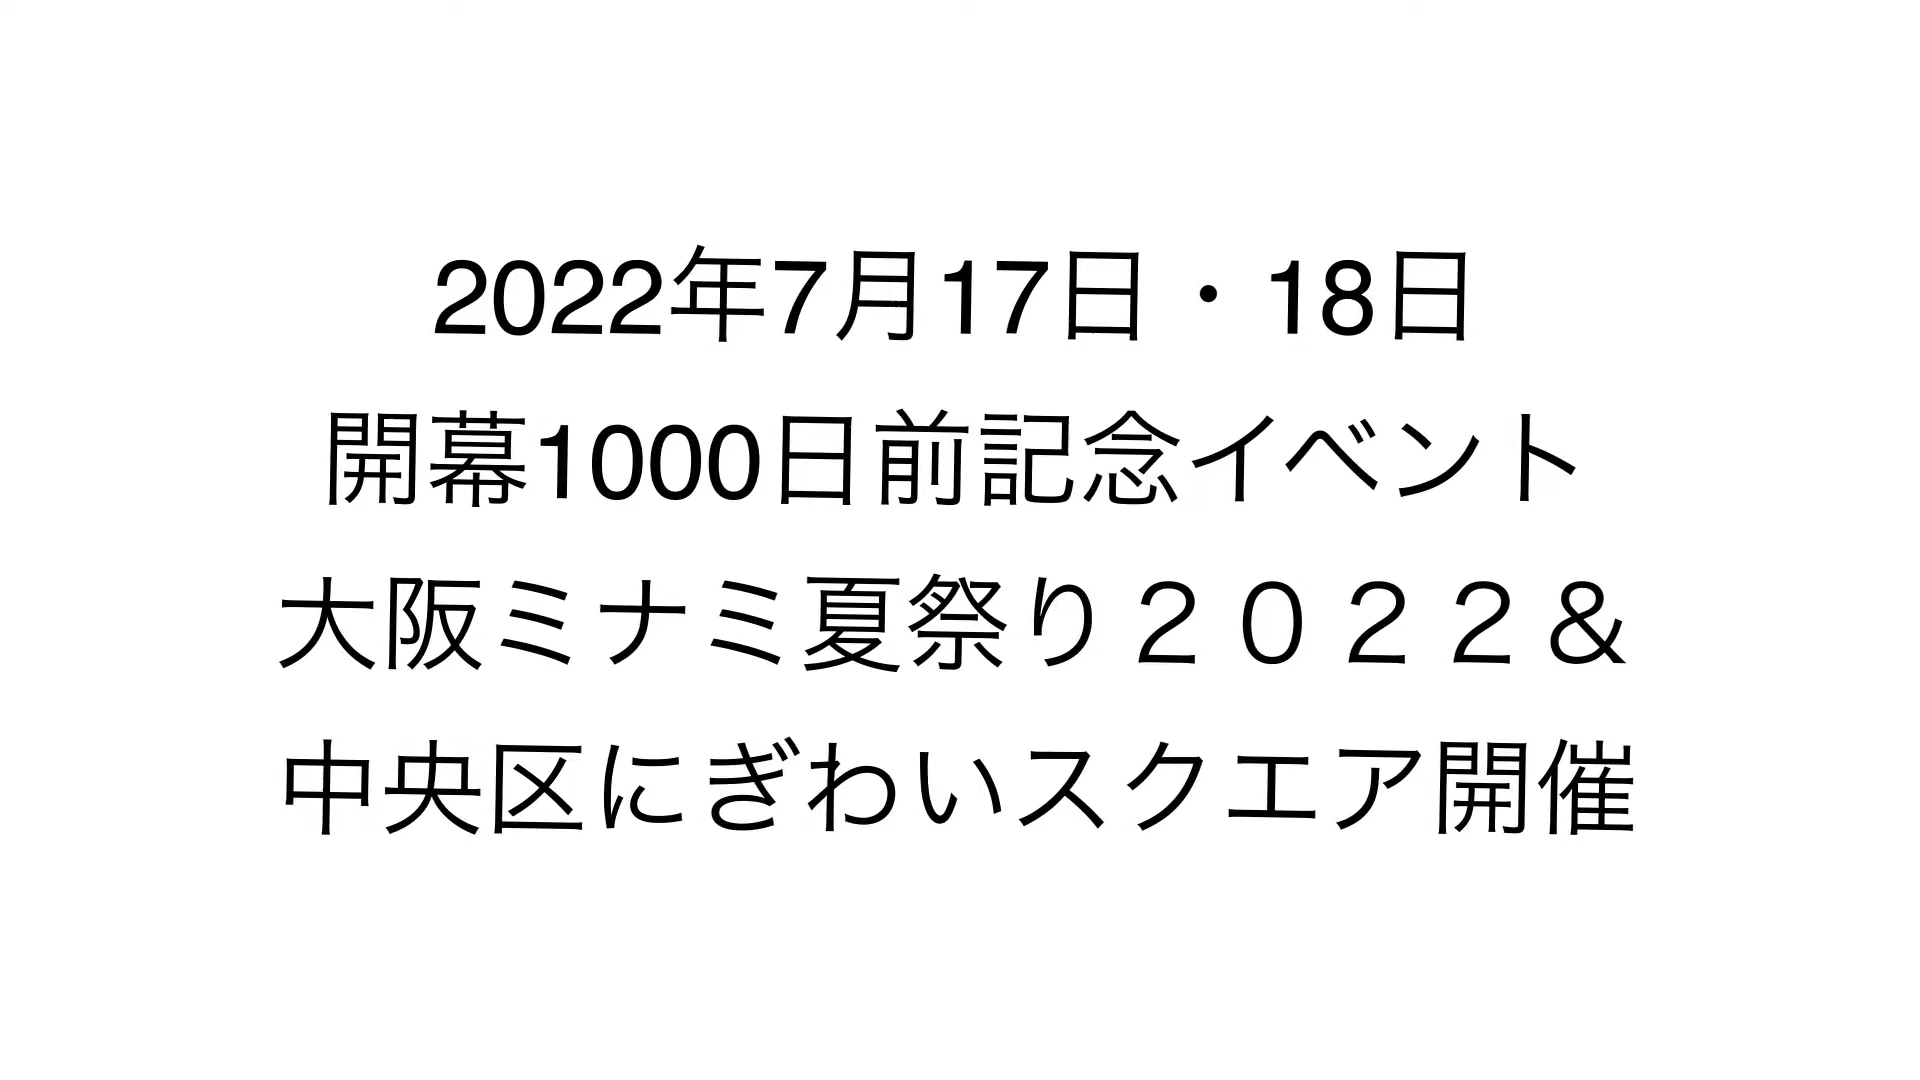 2022年7月17日・18日
開幕1000日前記念イベント
大阪ミナミ夏祭り２０２２＆
中央区にぎわいスクエア開催